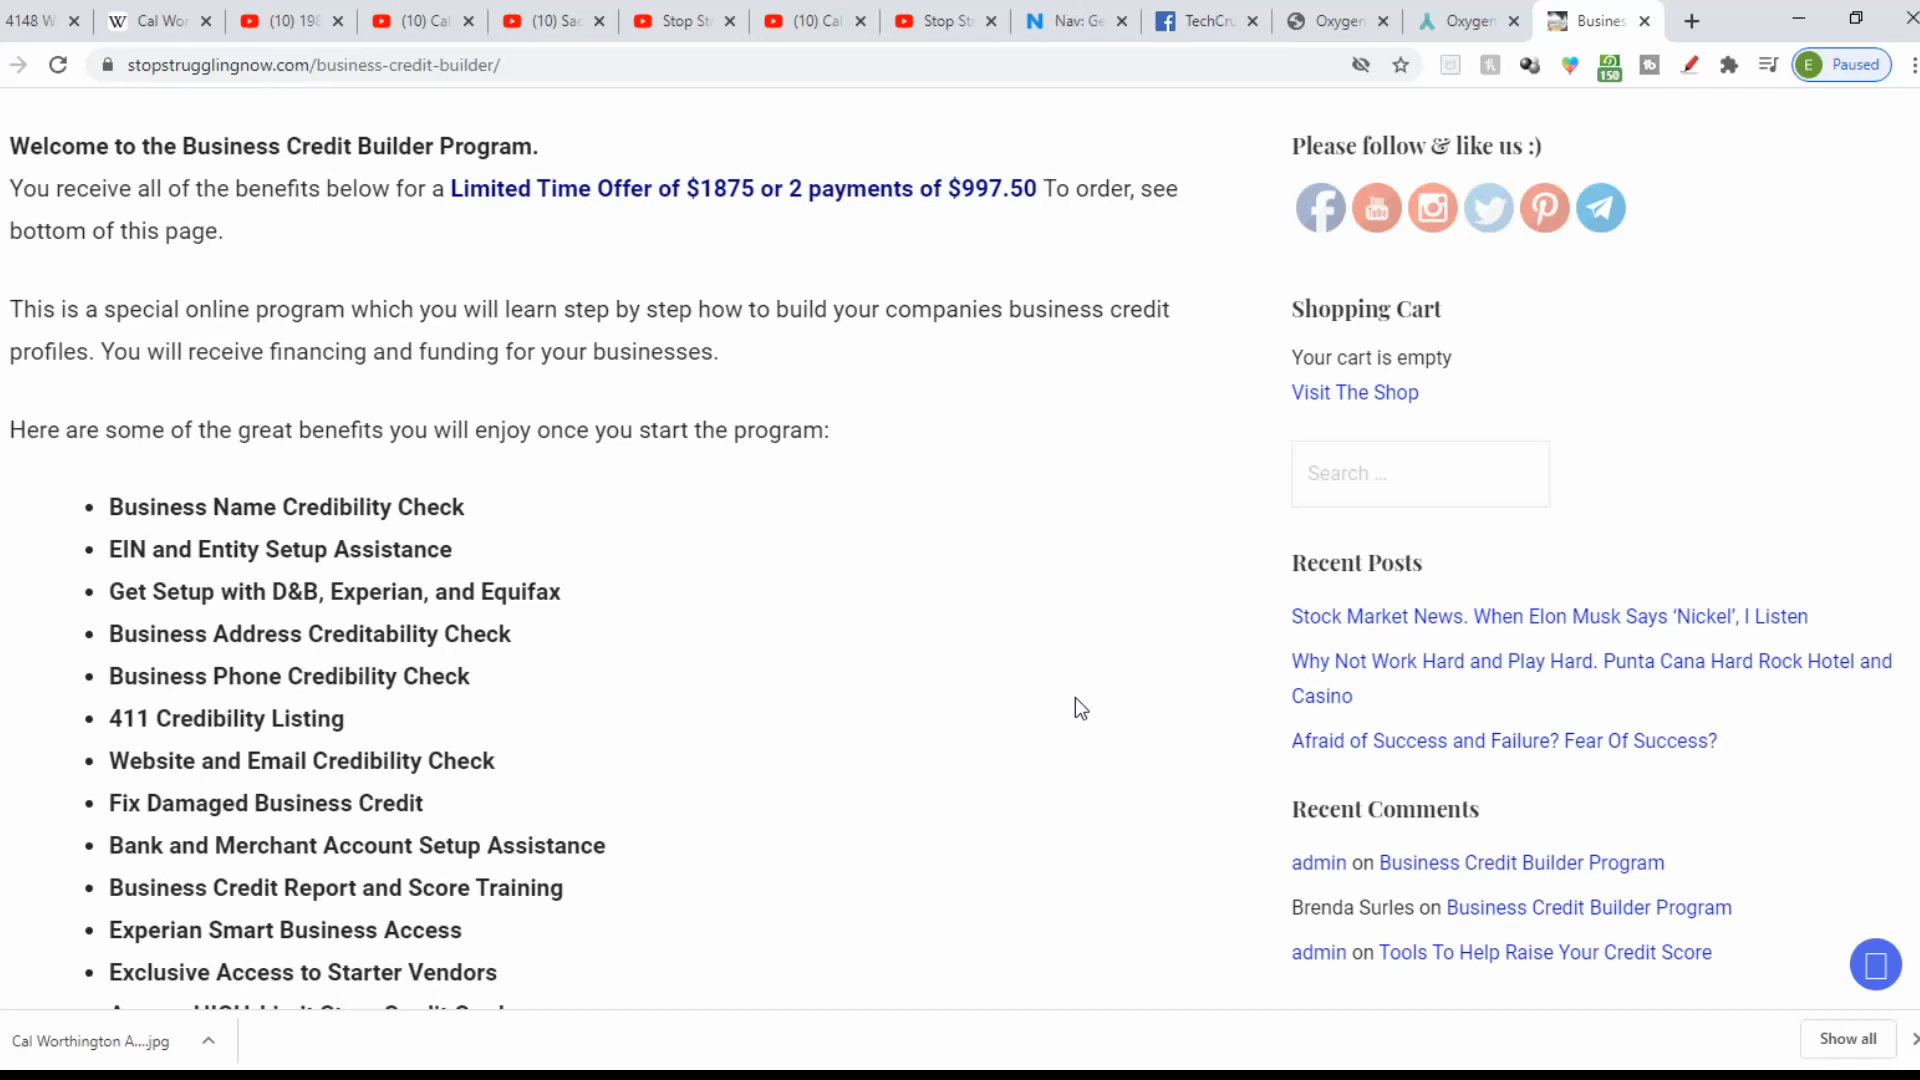 4148 W
Cal Wor
(10) 198
(10) Cal
(10) Sac
Stop Str
(10) Cal
Stop Str
Nav: Ge
TechCru
Oxygen
Oxygen
Busines
stopstrugglingnow.com/business-credit-builder/
150
E
Paused
Welcome to the Business Credit Builder Program.
You receive all of the benefits below for a Limited Time Offer of $1875 or 2 payments of $997.50 To order, see
bottom of this page.
This is a special online program which you will learn step by step how to build your companies business credit
profiles. You will receive financing and funding for your businesses.
Here are some of the great benefits you will enjoy once you start the program:
• Business Name Credibility Check
• EIN and Entity Setup Assistance
• Get Setup with D&B, Experian, and Equifax
• Business Address Creditability Check
• Business Phone Credibility Check
• 411 Credibility Listing
• Website and Email Credibility Check
• Fix Damaged Business Credit
• Bank and Merchant Account Setup Assistance
• Business Credit Report and Score Training
• Experian Smart Business Access
• Exclusive Access to Starter Vendors
Please follow & like us :)
You
Tube
Shopping Cart
Your cart is empty
Visit The Shop
Search ...
Recent Posts
Stock Market News. When Elon Musk Says ‘Nickel’, I Listen
Why Not Work Hard and Play Hard. Punta Cana Hard Rock Hotel and
Casino
Afraid of Success and Failure? Fear Of Success?
Recent Comments
admin on Business Credit Builder Program
Brenda Surles on Business Credit Builder Program
admin on Tools To Help Raise Your Credit Score
Cal Worthington A....jpg
Show all